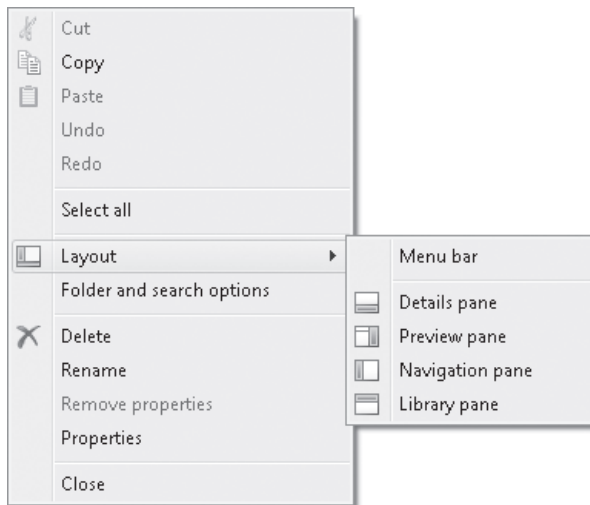 Cut
Copy
Paste
Undo
Redo
Select all
Layout
Folder and search options
Delete
Rename
Remove properties
Properties
Close
Menu bar
Details pane
Preview pane
Navigation pane
Library pane